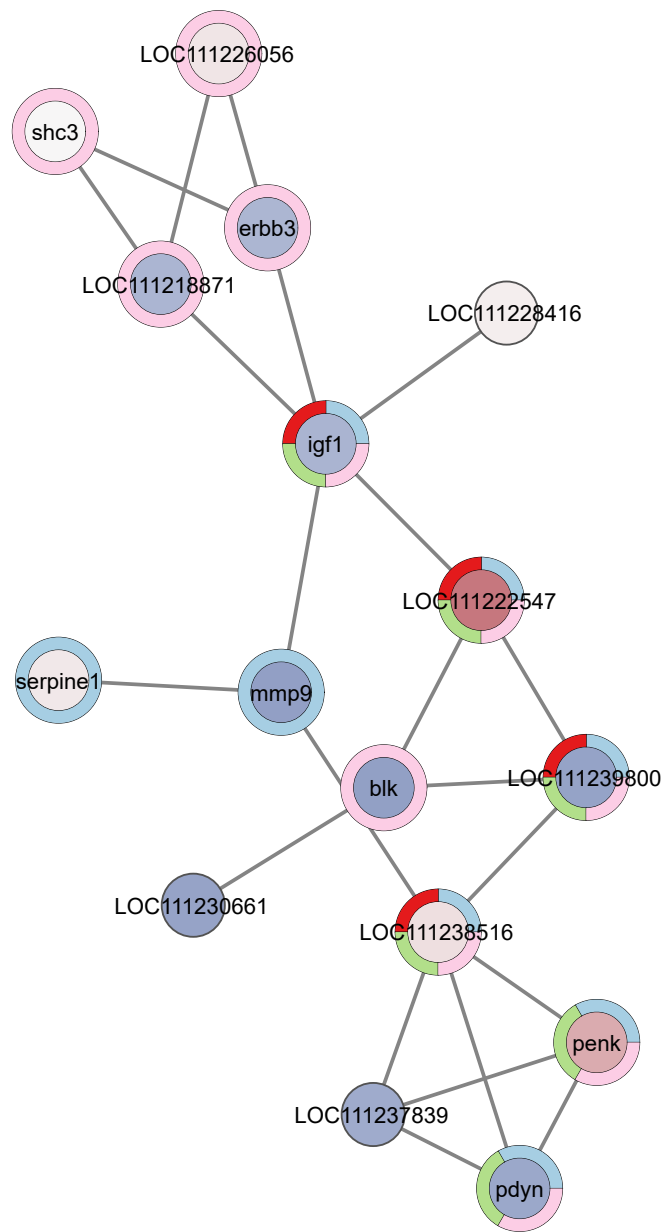 LOC111226056
shc3
erbb3
LOC111218871
LOC111228416
igf1
LOC111222547
serpine1
mmp9
LOC111239800
blk
LOC111230661
LOC111238516
penk
LOC111237839
pdyn